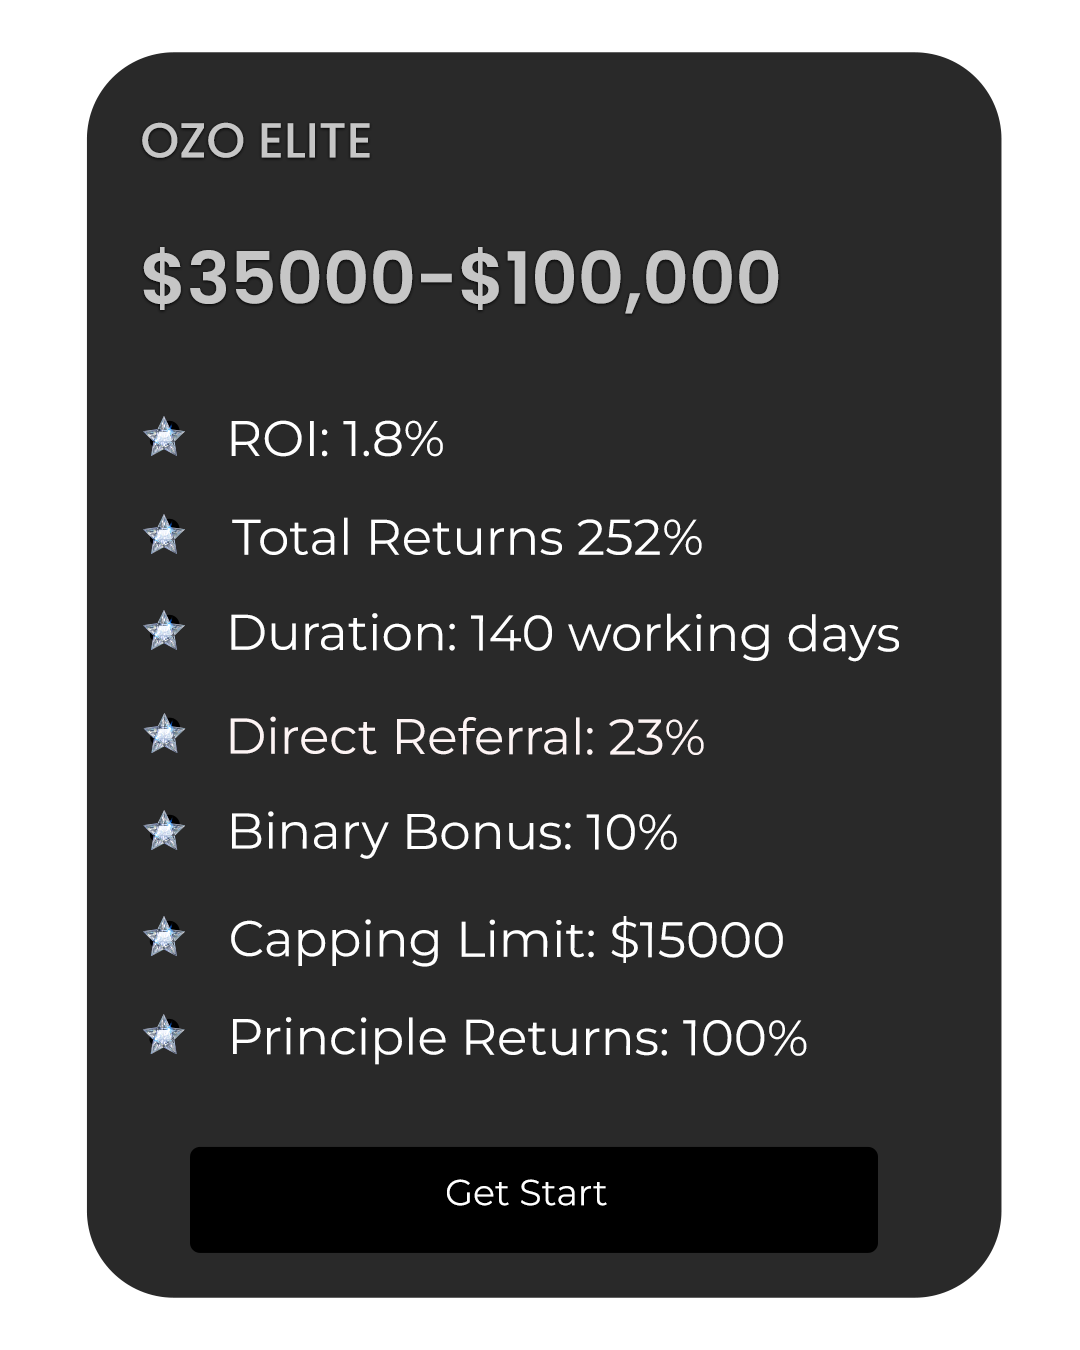 OZO ELITE
$35000-$100,000
ROI: 1.8%
Total Returns 252%
Duration: 140 working days
Direct Referral: 23%
Binary Bonus: 10%
Capping Limit: $15000
Principle Returns: 100%
Get Start